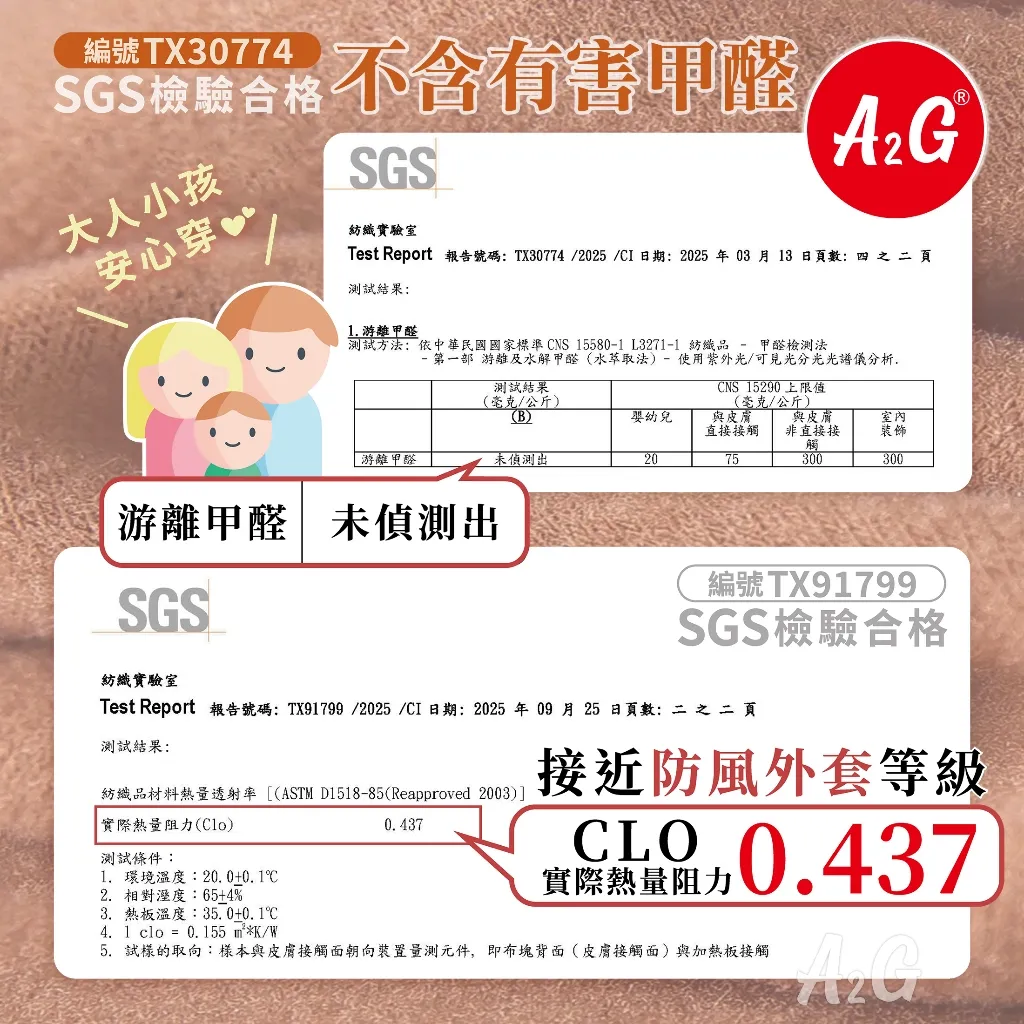 編號TX30774
SGS檢驗合格
不含有害甲醛
A2G®
大人小孩
安心穿
SGS
紡織實驗室
Test Report 報告號碼: TX30774 /2025 /CI 日期: 2025 年 03 月 13 日頁數: 四 之 二 頁
測試結果:
1.游離甲醛
測試方法: 依中華民國國家標準 CNS 15580-1 L3271-1 紡織品 - 甲醛檢測法
-第一部 游離及水解甲醛 (水萃取法) - 使用紫外光/可見光分光光譜儀分析.
測試結果 CNS 15290 上限值
(毫克/公斤) (毫克/公斤)
(B) 嬰幼兒 與皮膚直接接觸 與皮膚非直接接觸 室內裝飾
游離甲醛 未偵測出 20 75 300 300
游離甲醛 未偵測出
SGS
編號TX91799
SGS檢驗合格
紡織實驗室
Test Report 報告號碼: TX91799 /2025 /CI 日期: 2025 年 09 月 25 日頁數: 二 之 二 頁
測試結果:
紡織品材料熱量透射率 [(ASTM D1518-85(Reapproved 2003)]
實際熱量阻力(Clo) 0.437
接近防風外套等級
CLO
實際熱量阻力 0.437
測試條件:
1. 環境溫度:20.0±0.1℃
2. 相對溼度:65±4%
3. 熱板溫度:35.0±0.1℃
4. 1 clo = 0.155 ㎡*K/W
5. 試樣的取向:樣本與皮膚接觸面朝向裝置量測元件, 即布塊背面(皮膚接觸面)與加熱板接觸
A2G